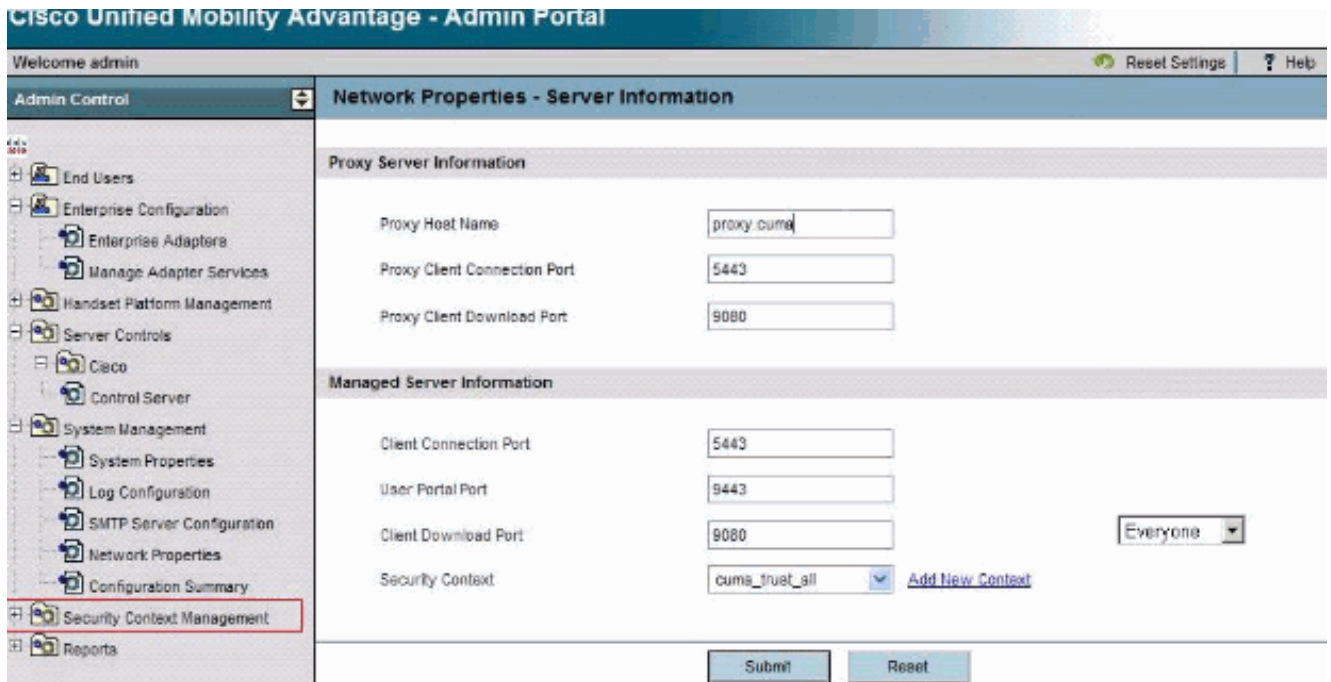 Cisco Unified Mobility Advantage - Admin Portal
Welcome admin
Reset Settings
? Help
Admin Control
Network Properties - Server Information
End Users
Enterprise Configuration
Enterprise Adapters
Manage Adapter Services
Handset Platform Management
Server Controls
Cisco
Control Server
System Management
System Properties
Log Configuration
SMTP Server Configuration
Network Properties
Configuration Summary
Security Context Management
Reports
Proxy Server Information
Proxy Host Name
proxy.cuma
Proxy Client Connection Port
5443
Proxy Client Download Port
9080
Managed Server Information
Client Connection Port
5443
User Portal Port
9443
Client Download Port
9080
Everyone
Security Context
cuma_trust_all
Add New Context
Submit
Reset